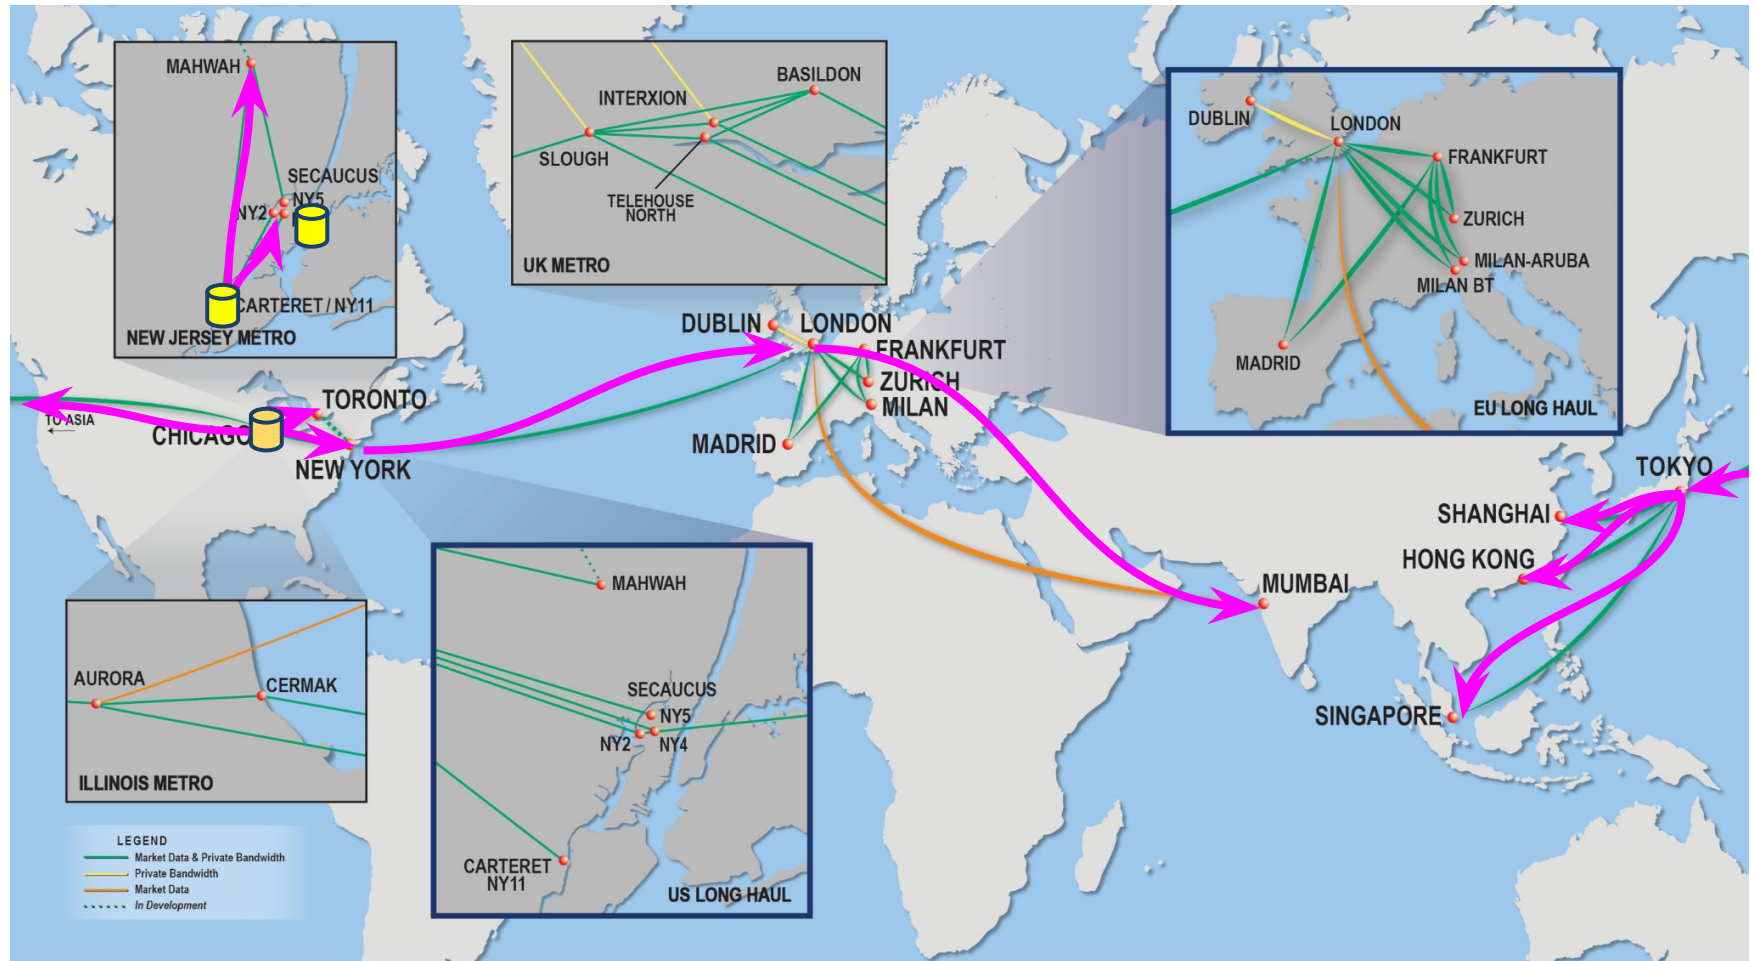 MAHWAH
SECAUCUS
NY5
NY2
CARTERET / NY11
NEW JERSEY METRO
BASILDON
INTERXION
SLOUGH
TELEHOUSE
NORTH
UK METRO
DUBLIN
LONDON
FRANKFURT
ZURICH
MILAN-ARUBA
MILAN BT
MADRID
EU LONG HAUL
DUBLIN
LONDON
FRANKFURT
ZURICH
MILAN
MADRID
TO ASIA
TORONTO
CHICAGO
NEW YORK
TOKYO
SHANGHAI
HONG KONG
MUMBAI
SINGAPORE
AURORA
CERMAK
ILLINOIS METRO
MAHWAH
SECAUCUS
NY5
NY2
NY4
CARTERET
NY11
US LONG HAUL
LEGEND
Market Data & Private Bandwidth
Private Bandwidth
Market Data
In Development